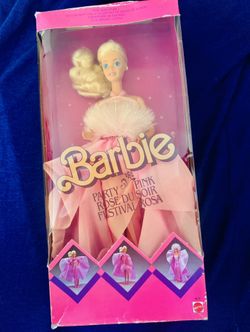 Barbie
PARTY PINK
ROSE DU SOIR
FESTIVAL ROSA